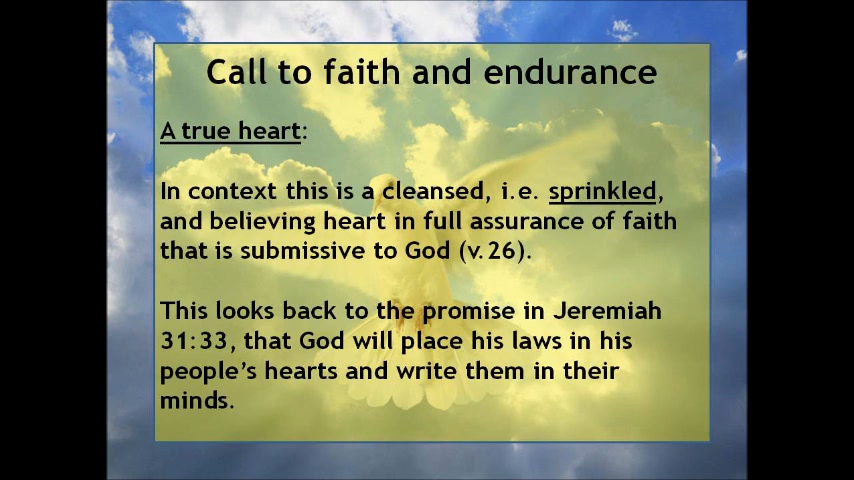 Call to faith and endurance
A true heart:
In context this is a cleansed, i.e. sprinkled,
and believing heart in full assurance of faith
that is submissive to God (v.26).
This looks back to the promise in Jeremiah
31:33, that God will place his laws in his
people’s hearts and write them in their
minds.